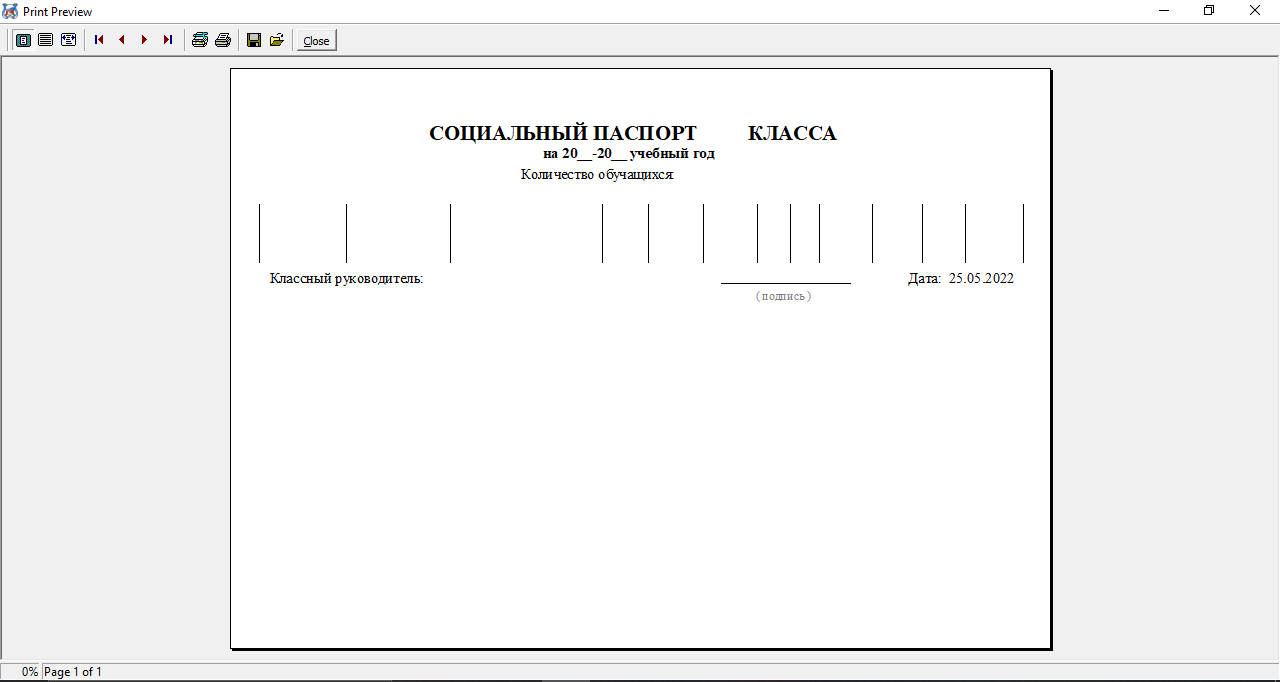 Print Preview
Close
СОЦИАЛЬНЫЙ ПАСПОРТ КЛАССА
на 20__-20__ учебный год
Количество обучащихся
Классный руководитель: Дата: 25.05.2022
( подпись )
0% Page 1 of 1